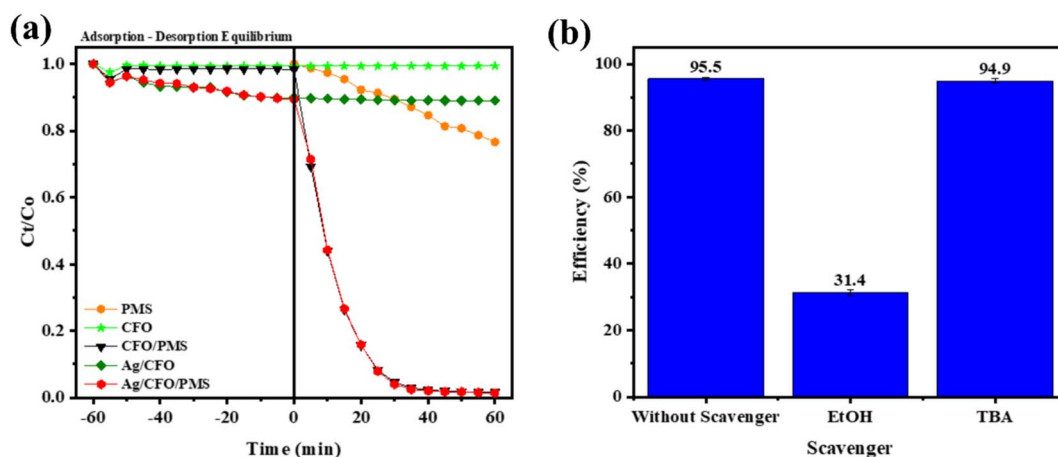 (a)
Adsorption - Desorption Equilibrium
1.0
0.8
0.6
0.4
0.2
0.0
Ct/Co
PMS
CFO
CFO/PMS
Ag/CFO
Ag/CFO/PMS
-60 -40 -20 0 20 40 60
Time (min)
(b)
100
80
60
40
20
0
Efficiency (%)
95.5
31.4
94.9
Without Scavenger EtOH TBA
Scavenger